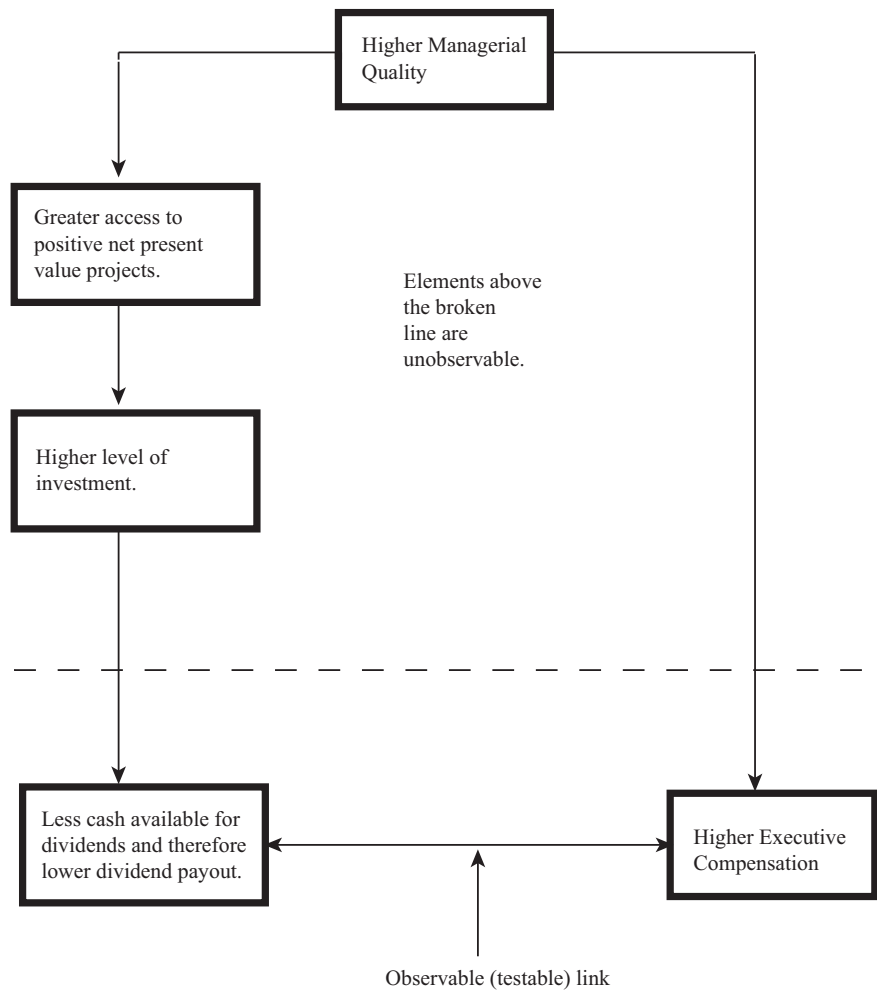 Higher Managerial
Quality
Greater access to
positive net present
value projects.
Elements above
the broken
line are
unobservable.
Higher level of
investment.
Less cash available for
dividends and therefore
lower dividend payout.
Higher Executive
Compensation
Observable (testable) link